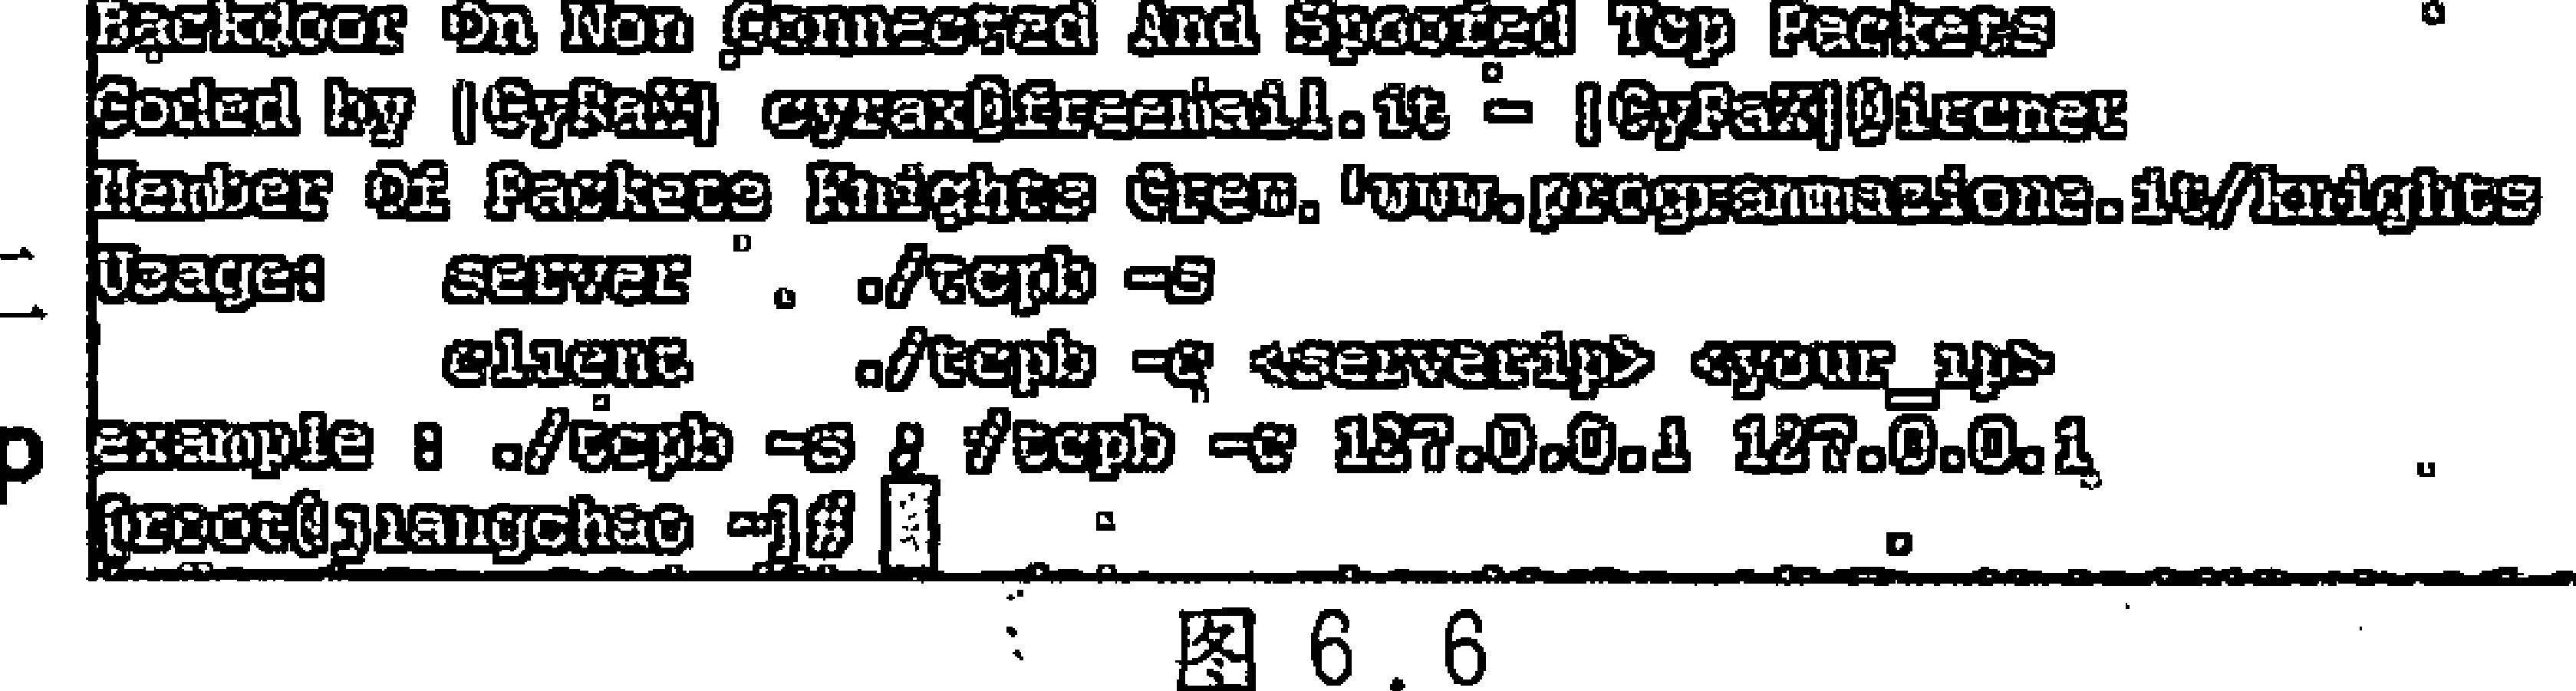 Backdoor On Non Connected And Spoofed Tcp Packets
Coded by |CyRaX| cyrax@freemail.it - |CyRaX|@ircnet
Member Of Packets Knights Crew. www.programmazione.it/knights
Usage: server ./tcpb -s
client ./tcpb -c <serverip> <your_ip>
p
example : ./tcpb -s ; ./tcpb -c 127.0.0.1 127.0.0.1
[root@jiangchao ~]#
图 6.6